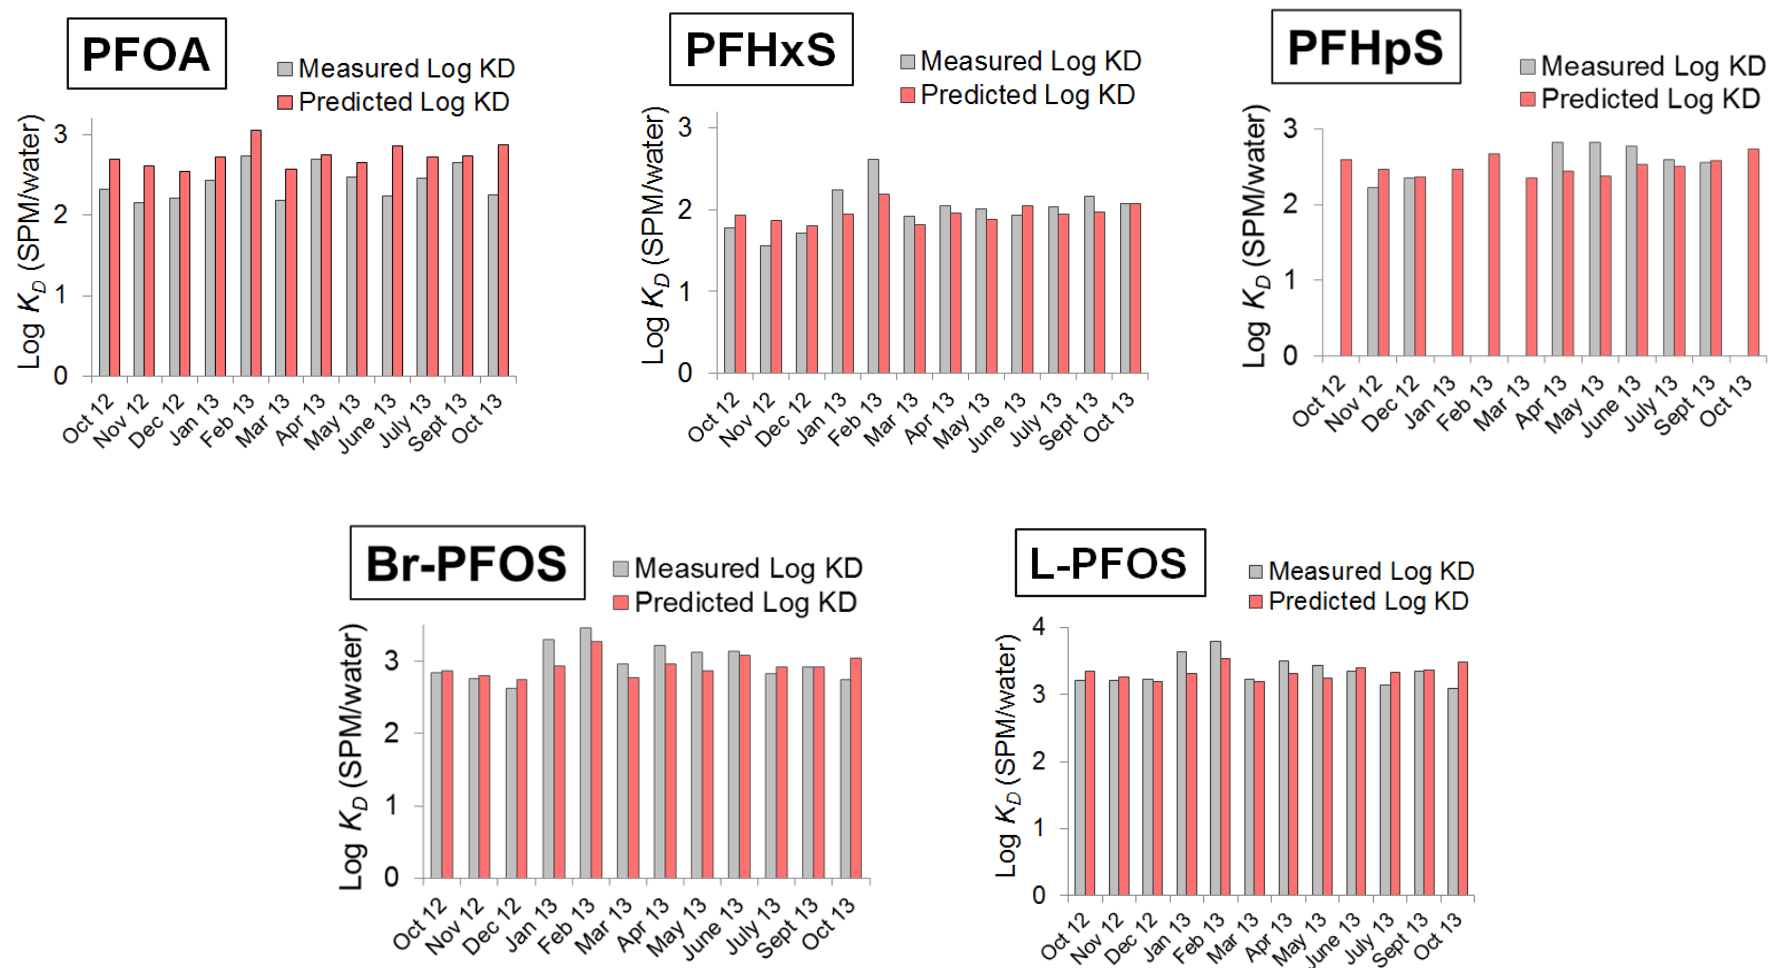 PFOA
Measured Log KD
Predicted Log KD
Log KD (SPM/water)
3
2
1
0
Oct 12
Nov 12
Dec 12
Jan 13
Feb 13
Mar 13
Apr 13
May 13
June 13
July 13
Sept 13
Oct 13
PFHxS
Measured Log KD
Predicted Log KD
Log KD (SPM/water)
3
2
1
0
Oct 12
Nov 12
Dec 12
Jan 13
Feb 13
Mar 13
Apr 13
May 13
June 13
July 13
Sept 13
Oct 13
PFHpS
Measured Log KD
Predicted Log KD
Log KD (SPM/water)
3
2
1
0
Oct 12
Nov 12
Dec 12
Jan 13
Feb 13
Mar 13
Apr 13
May 13
June 13
July 13
Sept 13
Oct 13
Br-PFOS
Measured Log KD
Predicted Log KD
Log KD (SPM/water)
3
2
1
0
Oct 12
Nov 12
Dec 12
Jan 13
Feb 13
Mar 13
Apr 13
May 13
June 13
July 13
Sept 13
Oct 13
L-PFOS
Measured Log KD
Predicted Log KD
Log KD (SPM/water)
4
3
2
1
0
Oct 12
Nov 12
Dec 12
Jan 13
Feb 13
Mar 13
Apr 13
May 13
June 13
July 13
Sept 13
Oct 13